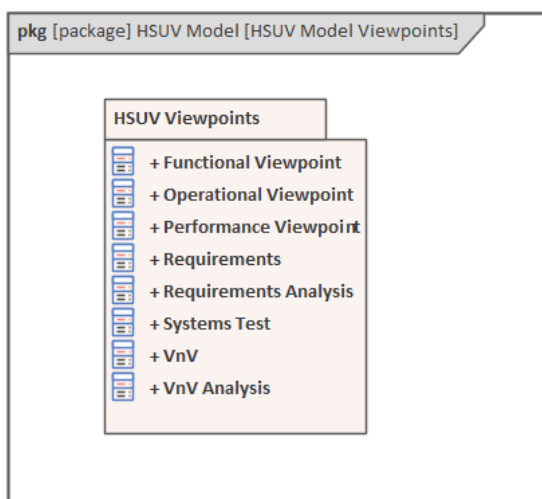 pkg [package] HSUV Model [HSUV Model Viewpoints]
HSUV Viewpoints
+ Functional Viewpoint
+ Operational Viewpoint
+ Performance Viewpoint
+ Requirements
+ Requirements Analysis
+ Systems Test
+ VnV
+ VnV Analysis